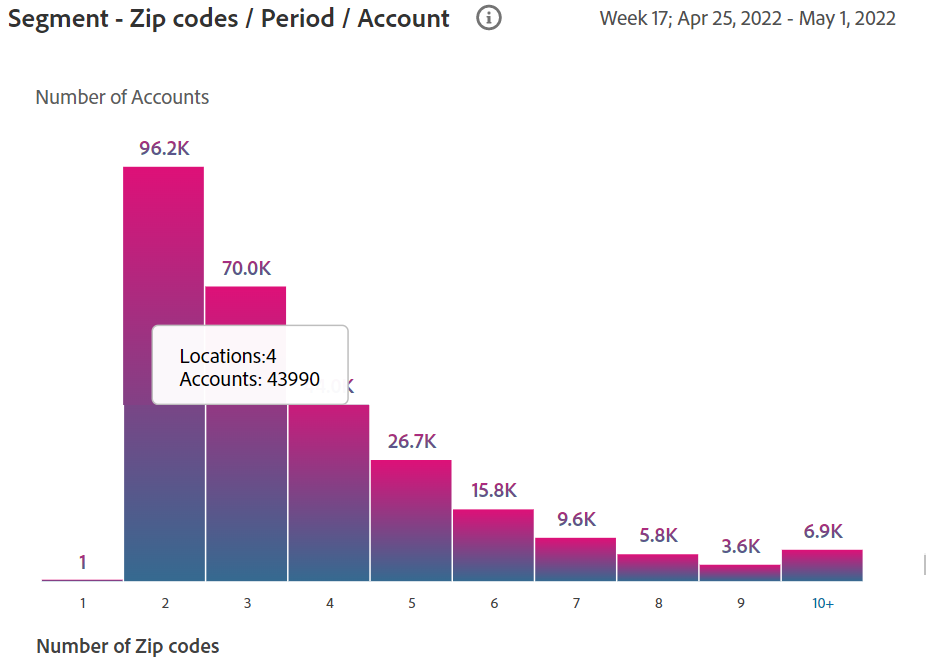 Segment - Zip codes / Period / Account
Week 17; Apr 25, 2022 - May 1, 2022
Number of Accounts
96.2K
70.0K
Locations:4
Accounts: 43990
26.7K
15.8K
9.6K
5.8K
3.6K
6.9K
1
1 2 3 4 5 6 7 8 9 10+
Number of Zip codes